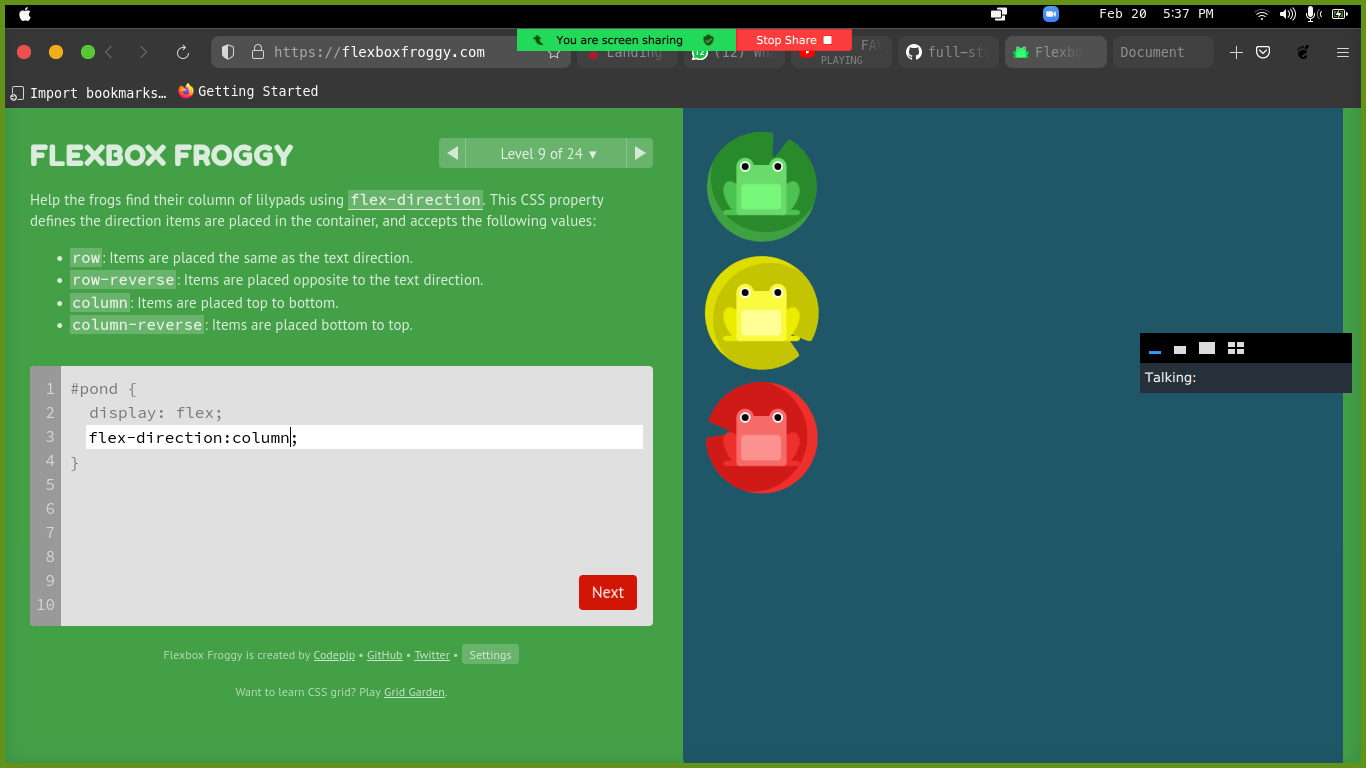 Feb 20 5:37 PM
You are screen sharing Stop Share
https://flexboxfroggy.com Landing (12) PLAYING full-st Flexbo Document
Import bookmarks… Getting Started
FLEXBOX FROGGY
Level 9 of 24 ▾
Help the frogs find their column of lilypads using flex-direction. This CSS property
defines the direction items are placed in the container, and accepts the following values:
• row: Items are placed the same as the text direction.
• row-reverse: Items are placed opposite to the text direction.
• column: Items are placed top to bottom.
• column-reverse: Items are placed bottom to top.
1 #pond {
2 display: flex;
3 flex-direction:column;
4 }
5
6
7
8
9
10
Next
Flexbox Froggy is created by Codepip • GitHub • Twitter • Settings
Want to learn CSS grid? Play Grid Garden.
Talking: